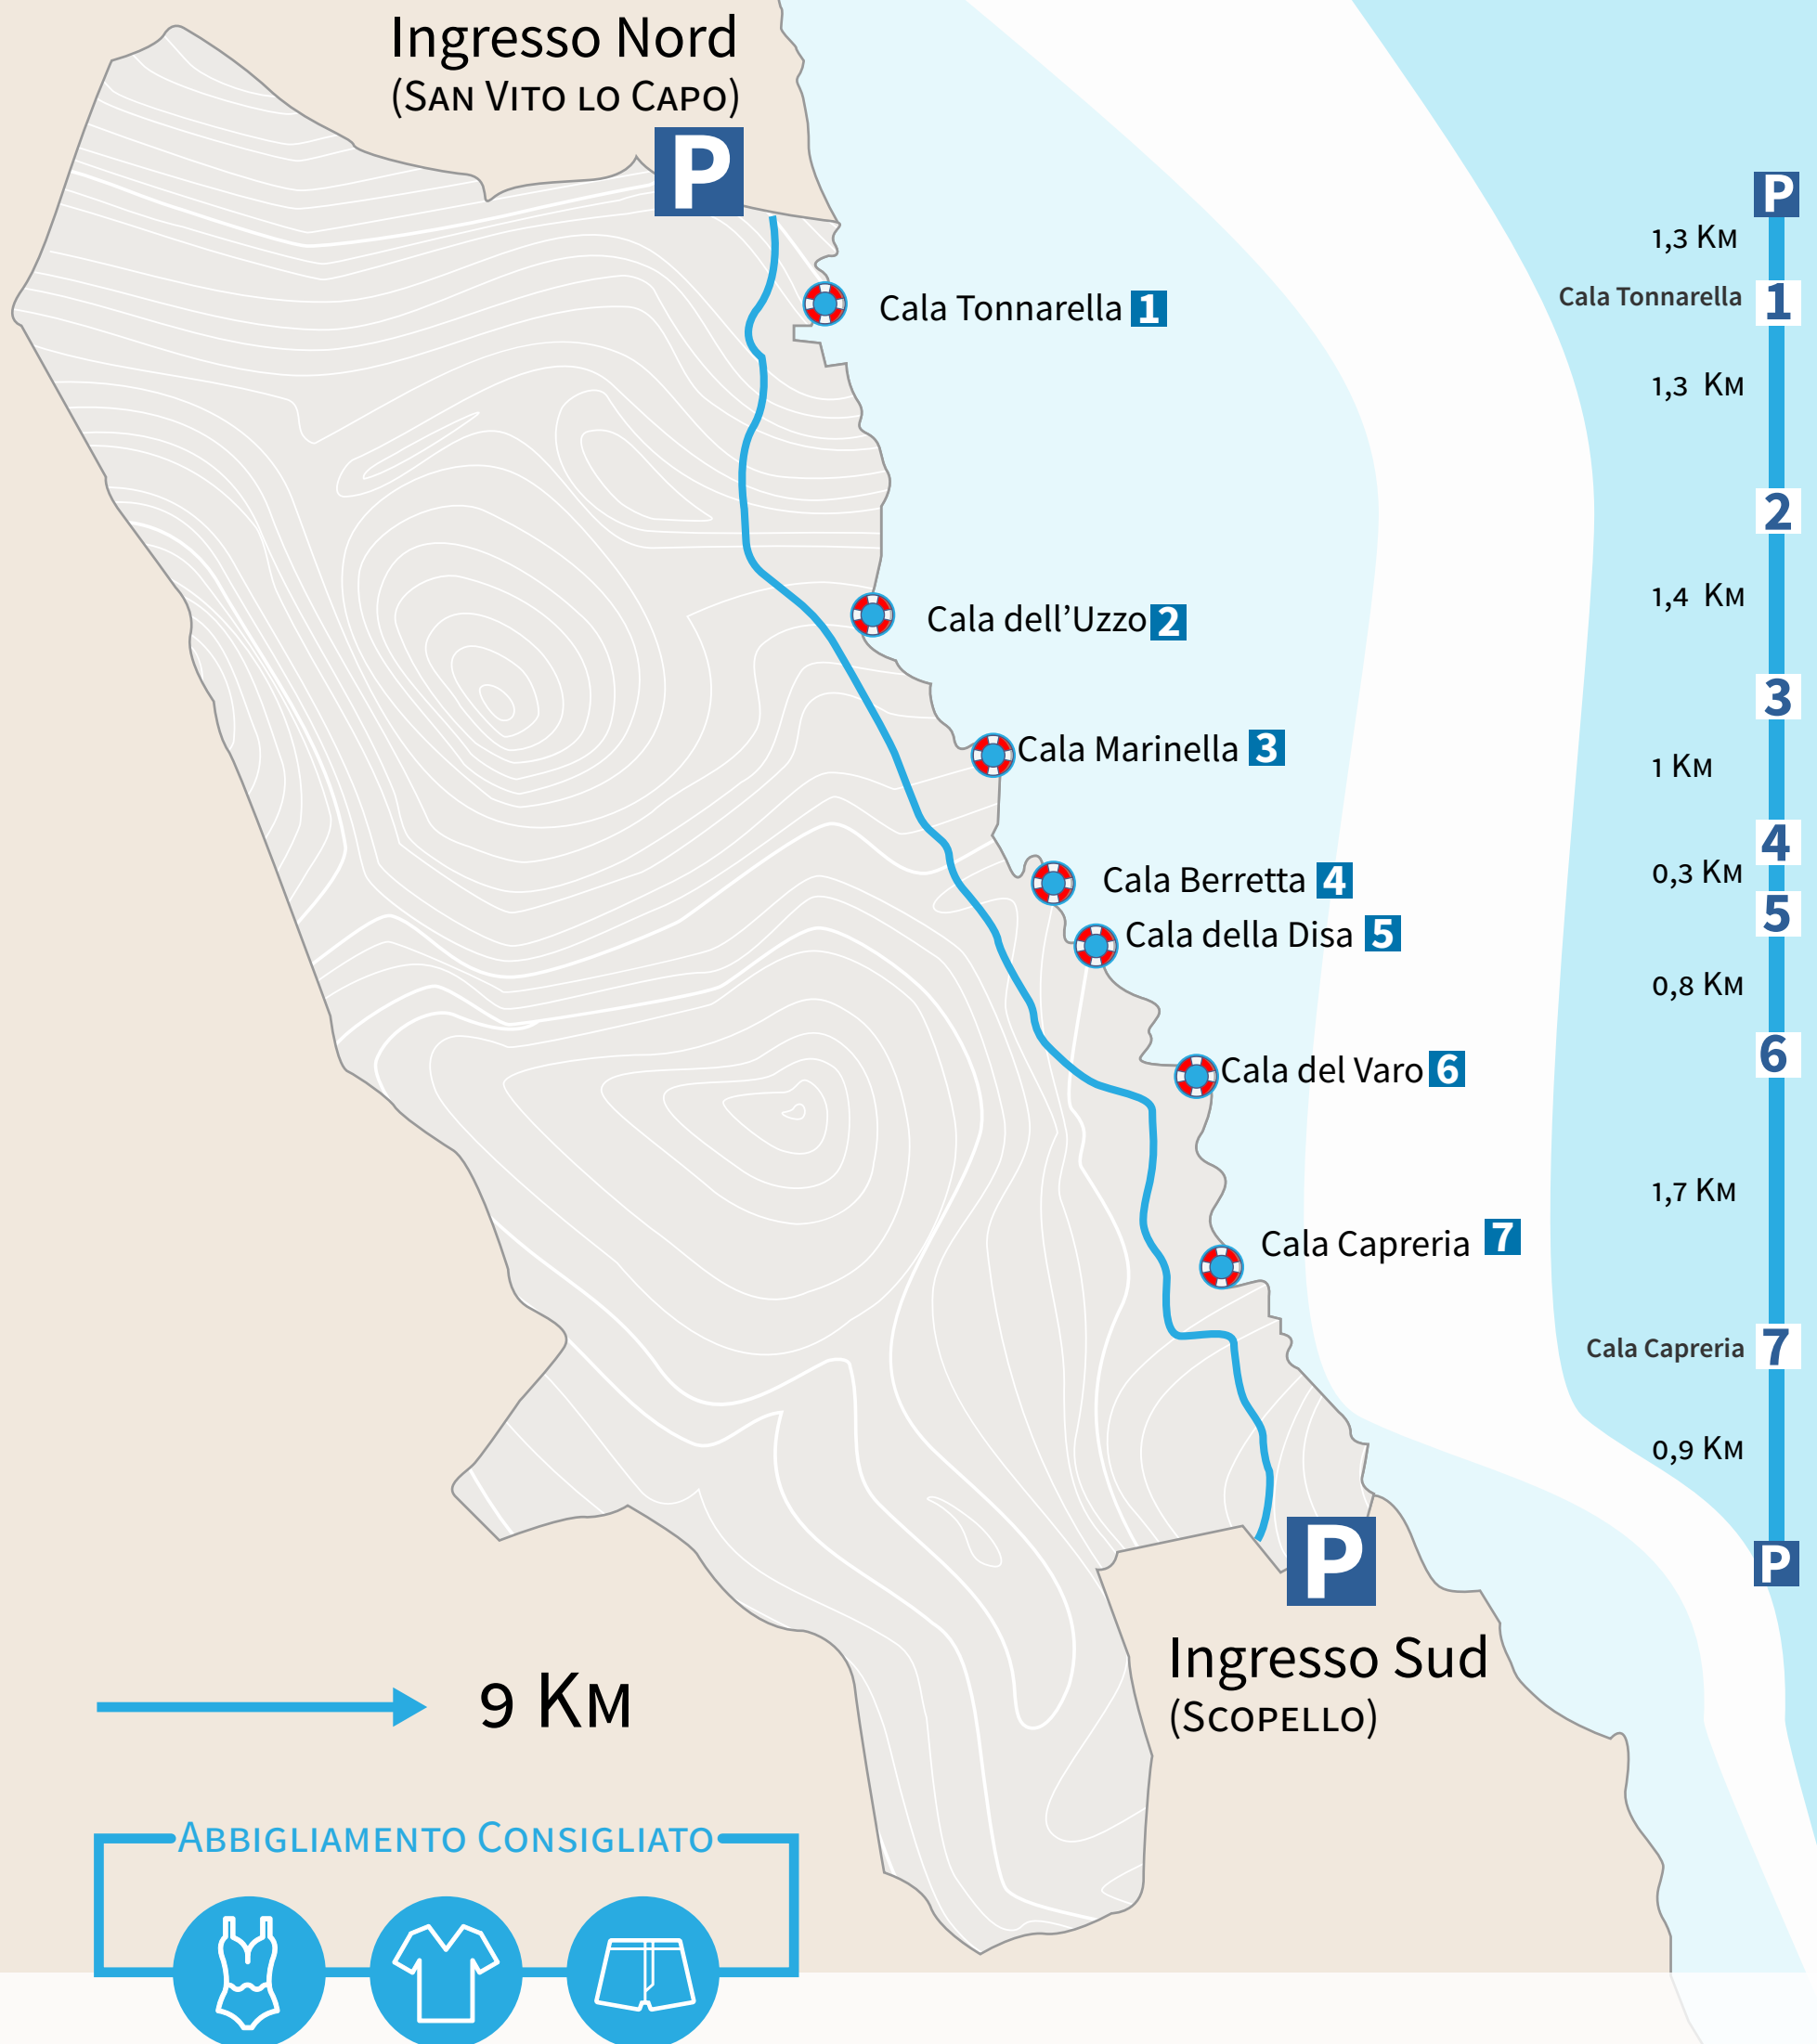 Ingresso Nord
(San Vito lo Capo)
P
Cala Tonnarella 1
Cala dell’Uzzo 2
Cala Marinella 3
Cala Berretta 4
Cala della Disa 5
Cala del Varo 6
Cala Capreria 7
P
Ingresso Sud
(Scopello)
9 Km
Abbigliamento Consigliato
P
1,3 Km
Cala Tonnarella 1
1,3 Km
2
1,4 Km
3
1 Km
4
0,3 Km
5
0,8 Km
6
1,7 Km
Cala Capreria 7
0,9 Km
P